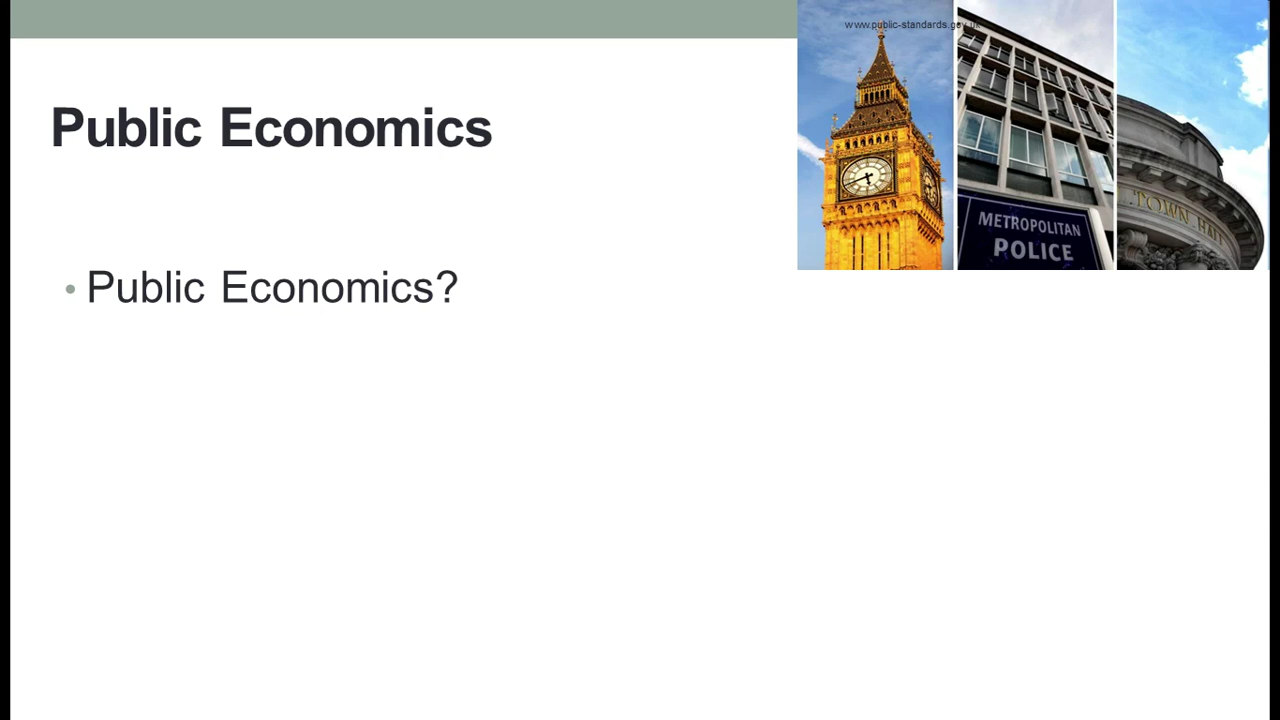 www.public-standards.gov.uk
Public Economics
METROPOLITAN
POLICE
TOWN HALL
• Public Economics?